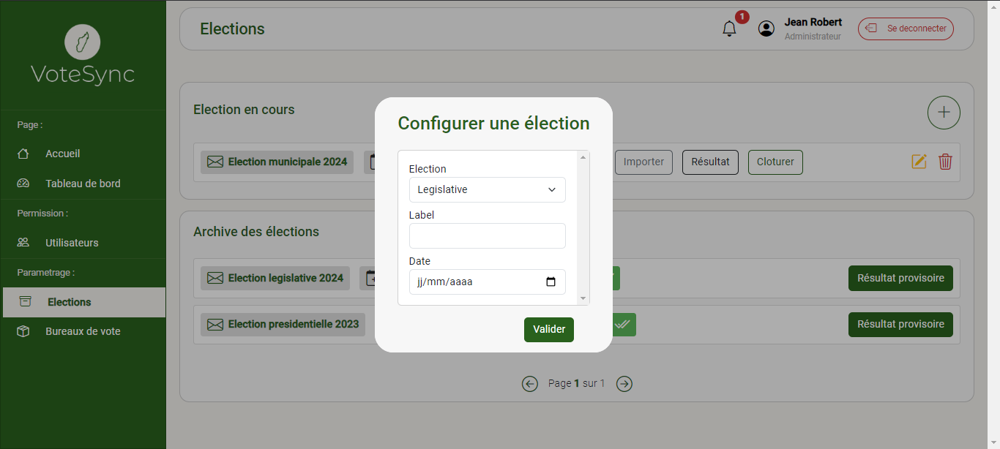 VoteSync
Page :
Accueil
Tableau de bord
Permission :
Utilisateurs
Parametrage :
Elections
Bureaux de vote
Elections
1
Jean Robert
Administrateur
Se deconnecter
Election en cours
Election municipale 2024
Importer
Résultat
Cloturer
Archive des élections
Election legislative 2024
Résultat provisoire
Election presidentielle 2023
Résultat provisoire
Page 1 sur 1
Configurer une élection
Election
Legislative
Label
Date
jj/mm/aaaa
Valider